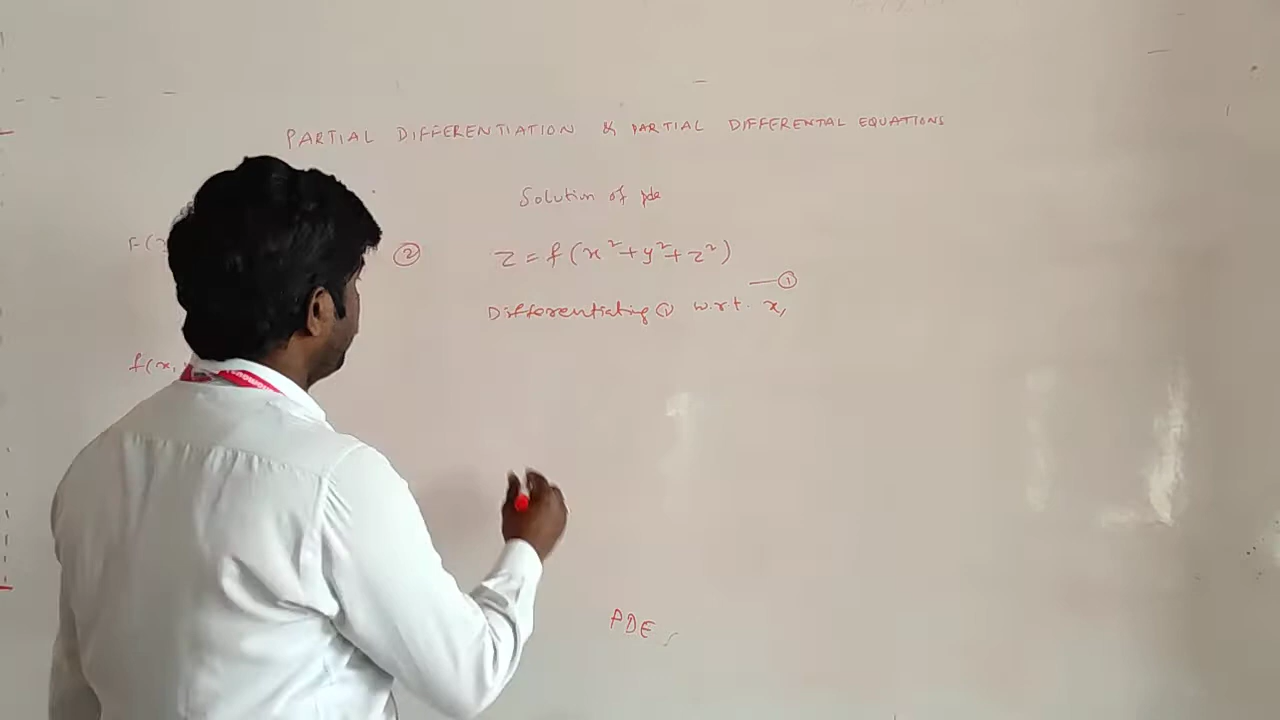 PARTIAL DIFFERENTIATION & PARTIAL DIFFERENTAL EQUATIONS
Solution of pde
F(
② z = f(x²+y²+z²)
—①
Differentiating ① w.r.t. x,
f(x,
PDE